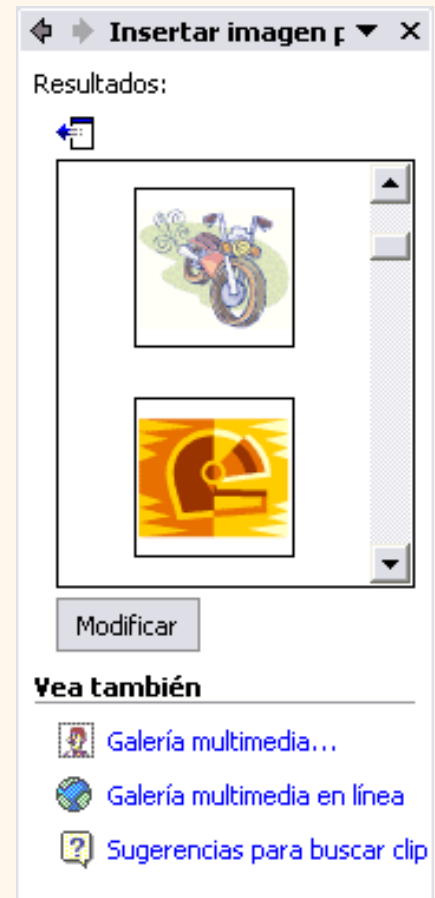 Insertar imagen p
Resultados:
Modificar
Vea también
Galería multimedia...
Galería multimedia en línea
Sugerencias para buscar clip